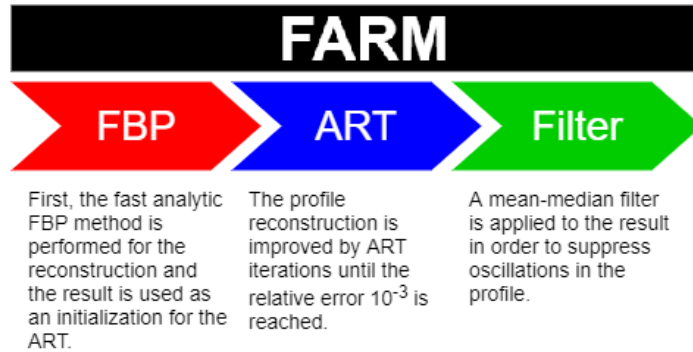 FARM
FBP
ART
Filter
First, the fast analytic
FBP method is
performed for the
reconstruction and
the result is used as
an initialization for the
ART.
The profile
reconstruction is
improved by ART
iterations until the
relative error 10⁻³ is
reached.
A mean-median filter
is applied to the result
in order to suppress
oscillations in the
profile.